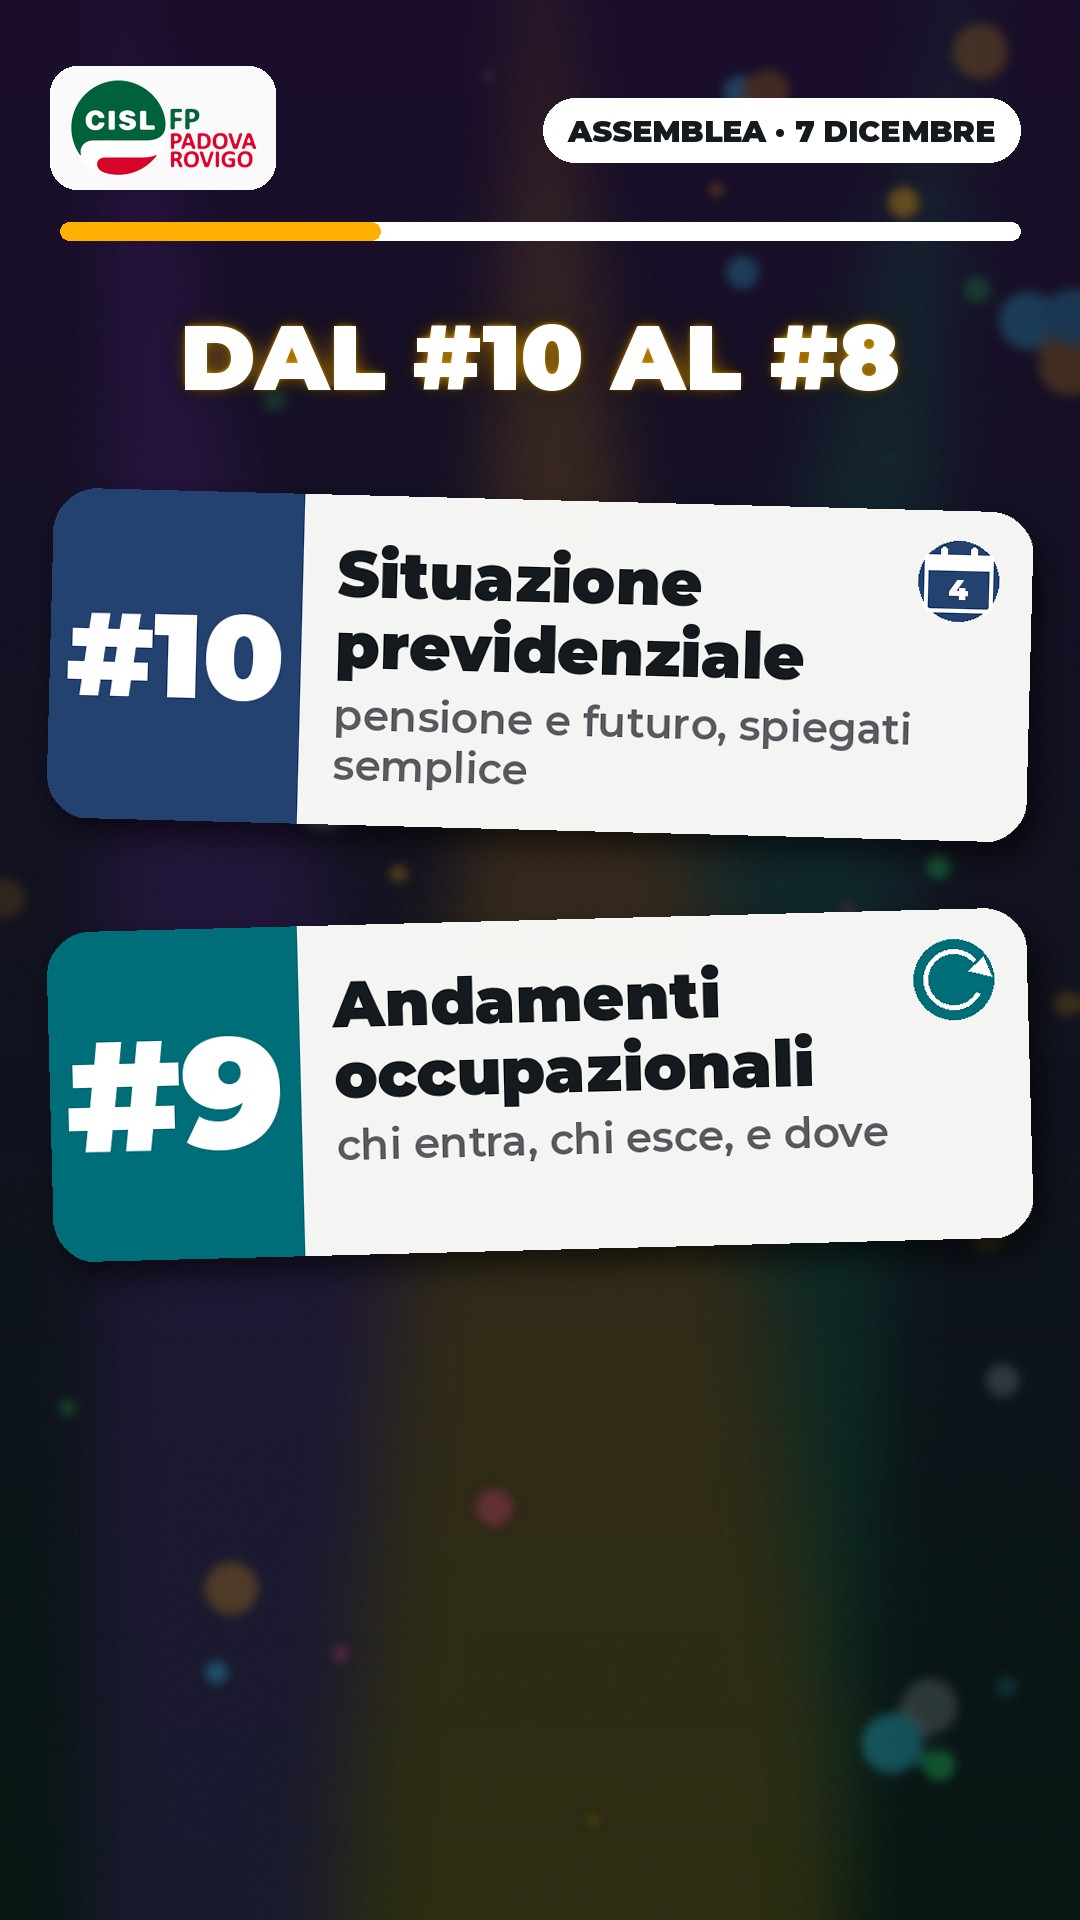 CISL FP
PADOVA
ROVIGO
ASSEMBLEA • 7 DICEMBRE
DAL #10 AL #8
#10
Situazione
previdenziale
pensione e futuro, spiegati
semplice
4
#9
Andamenti
occupazionali
chi entra, chi esce, e dove